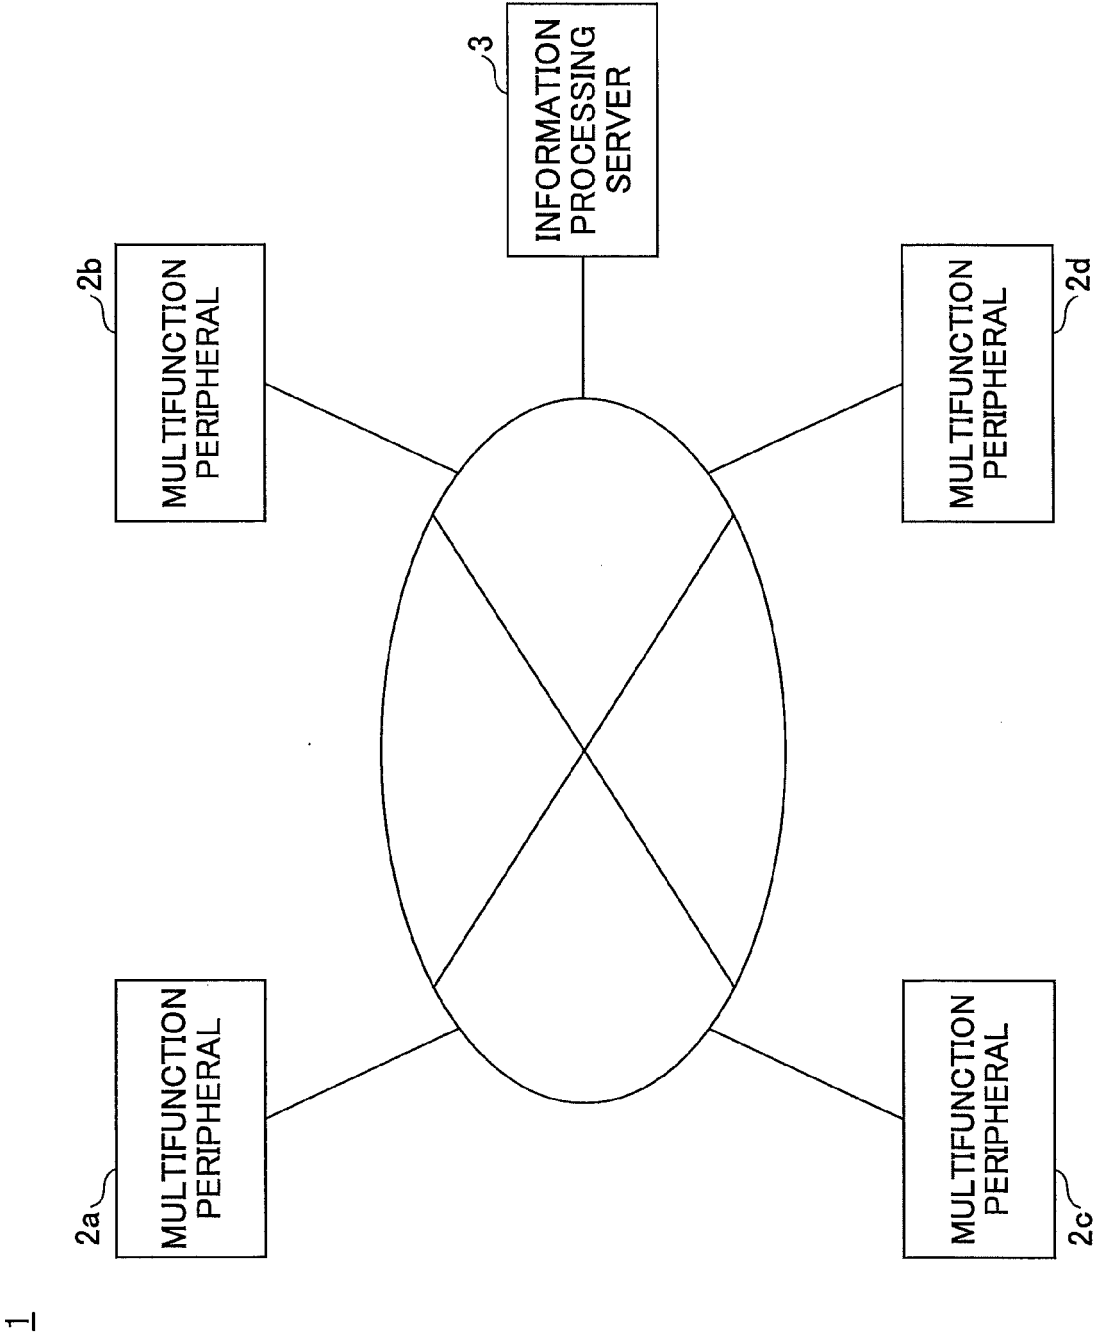 1
2a
MULTIFUNCTION
PERIPHERAL
2b
MULTIFUNCTION
PERIPHERAL
3
INFORMATION
PROCESSING
SERVER
MULTIFUNCTION
PERIPHERAL
2c
MULTIFUNCTION
PERIPHERAL
2d